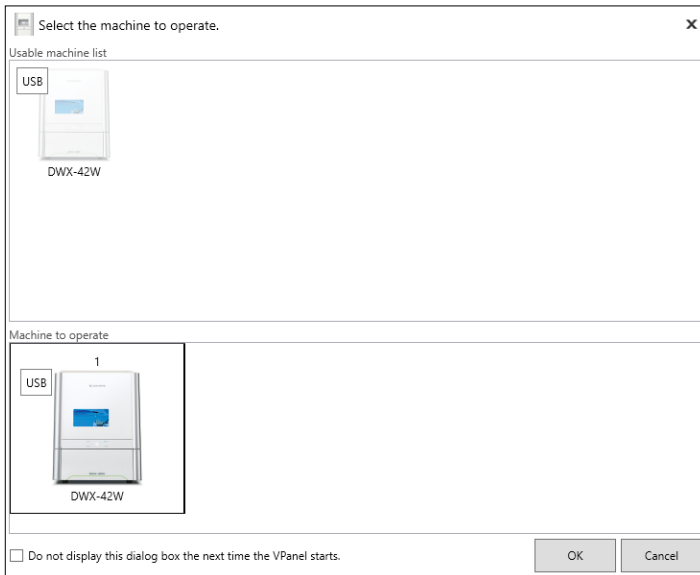 Select the machine to operate.
x
Usable machine list
USB
DWX-42W
Machine to operate
1
USB
DWX-42W
Do not display this dialog box the next time the VPanel starts.
OK
Cancel